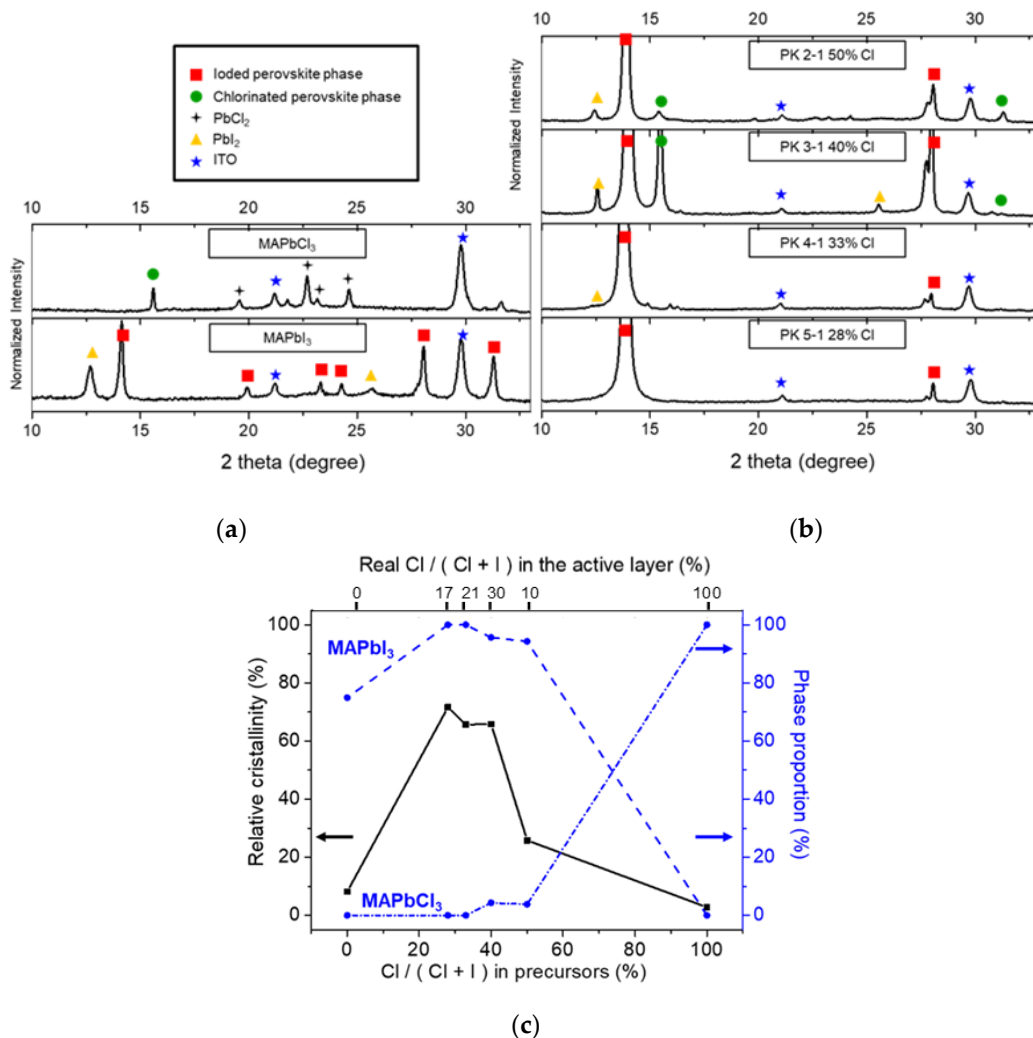 Ioded perovskite phase
Chlorinated perovskite phase
PbCl2
PbI2
ITO
10 15 20 25 30
MAPbCl3
MAPbI3
Normalized Intensity
10 15 20 25 30
2 theta (degree)
(a)
10 15 20 25 30
PK 2-1 50% Cl
PK 3-1 40% Cl
PK 4-1 33% Cl
PK 5-1 28% Cl
Normalized Intensity
10 15 20 25 30
2 theta (degree)
(b)
Real Cl / ( Cl + I ) in the active layer (%)
0 17 21 30 10 100
100 100
80 80
60 60
40 40
20 20
0 0
MAPbI3
MAPbCl3
Relative cristallinity (%)
Phase proportion (%)
0 20 40 60 80 100
Cl / ( Cl + I ) in precursors (%)
(c)